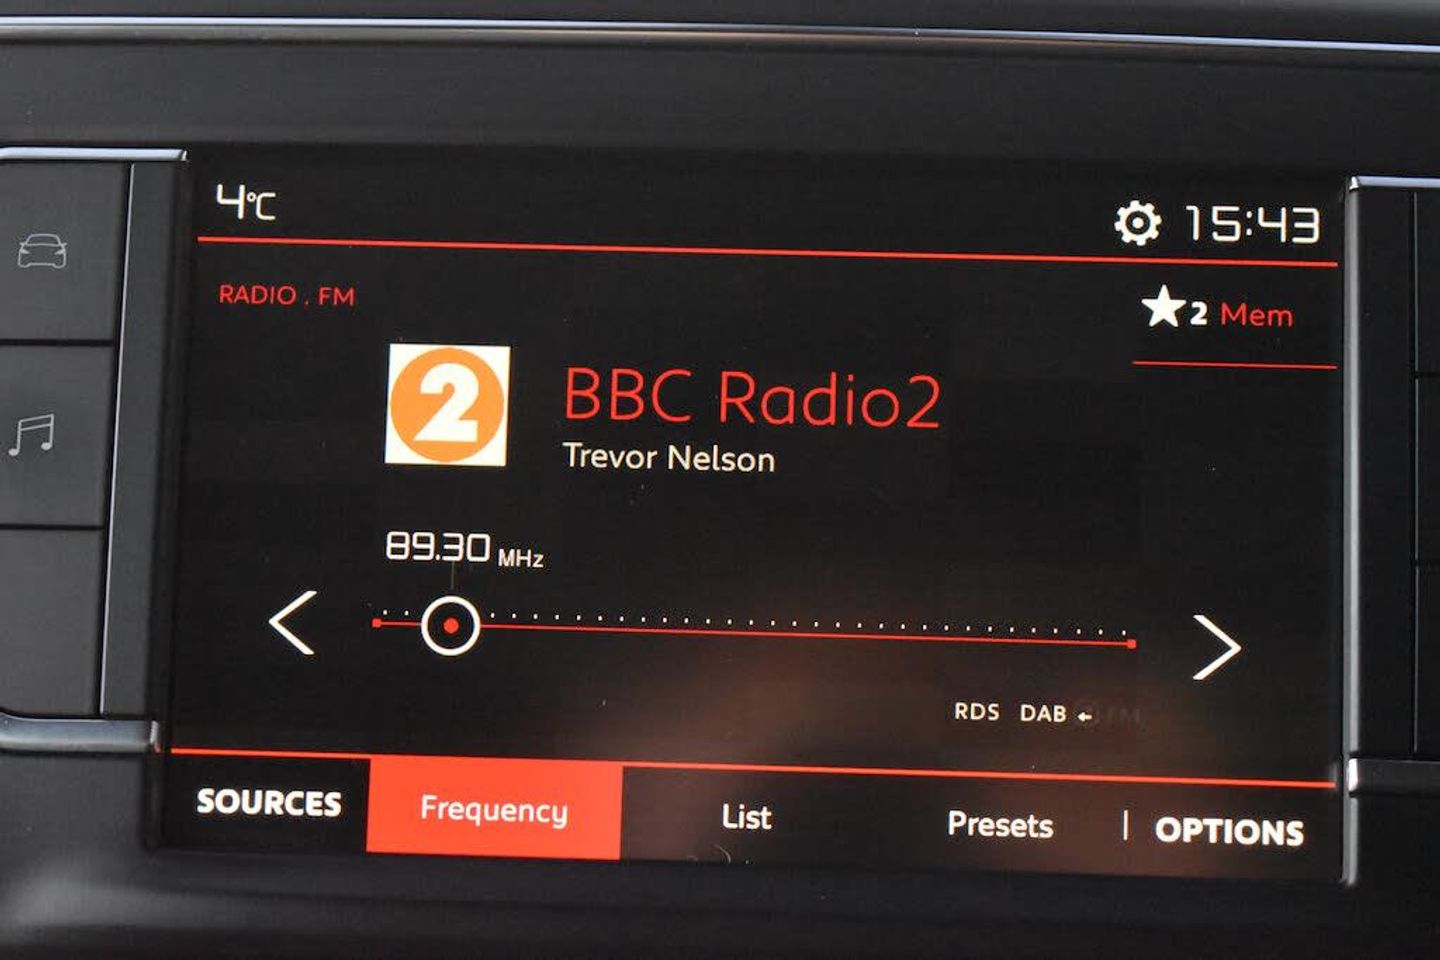 4°C
15:43
RADIO . FM
2 Mem
2
BBC Radio2
Trevor Nelson
89.30 MHz
RDS DAB
SOURCES Frequency List Presets | OPTIONS